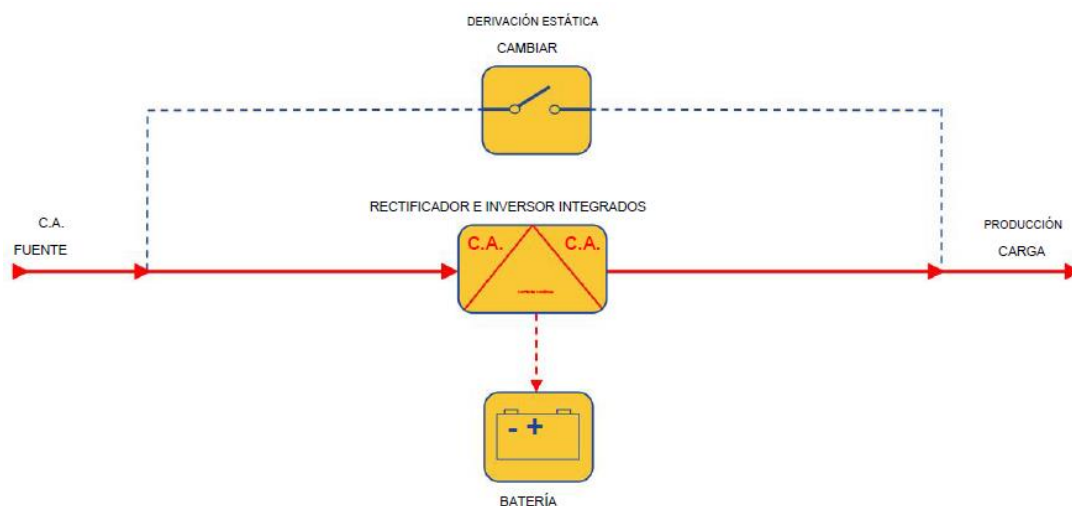 DERIVACIÓN ESTÁTICA
CAMBIAR
RECTIFICADOR E INVERSOR INTEGRADOS
C.A.
FUENTE
C.A. C.A.
PRODUCCIÓN
CARGA
- +
BATERÍA